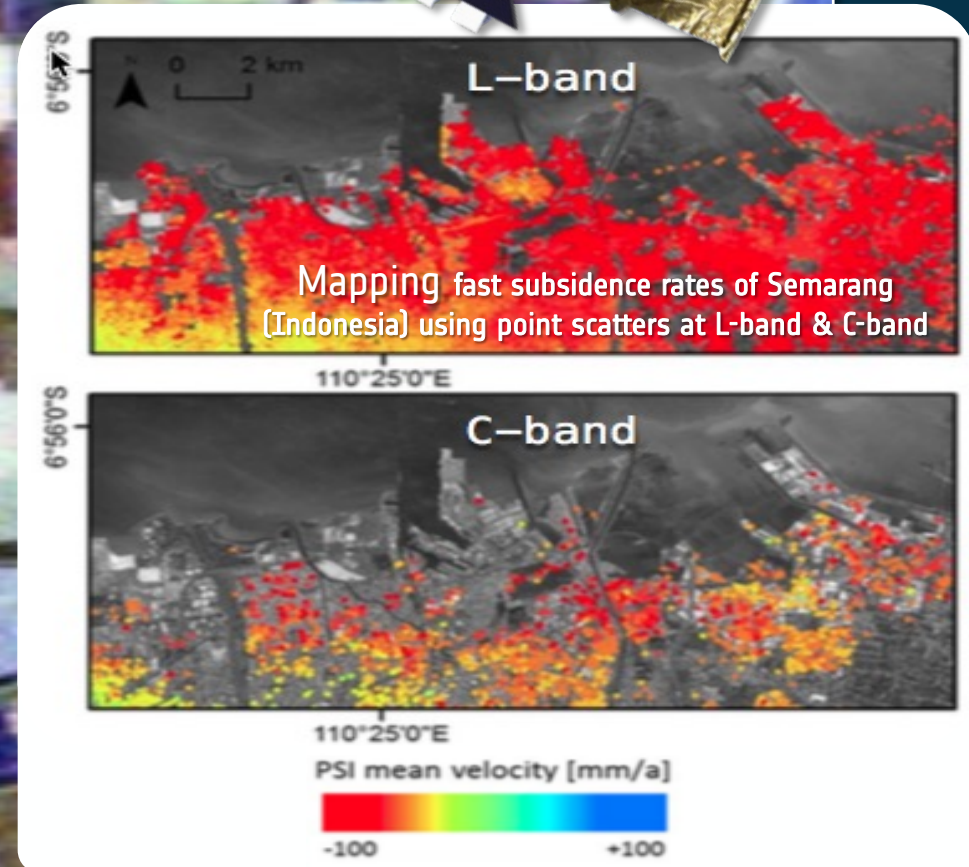 6°56'0"S
N
0 2 km
L–band
Mapping fast subsidence rates of Semarang
(Indonesia) using point scatters at L-band & C-band
110°25'0"E
6°56'0"S
C–band
110°25'0"E
PSI mean velocity [mm/a]
-100 +100